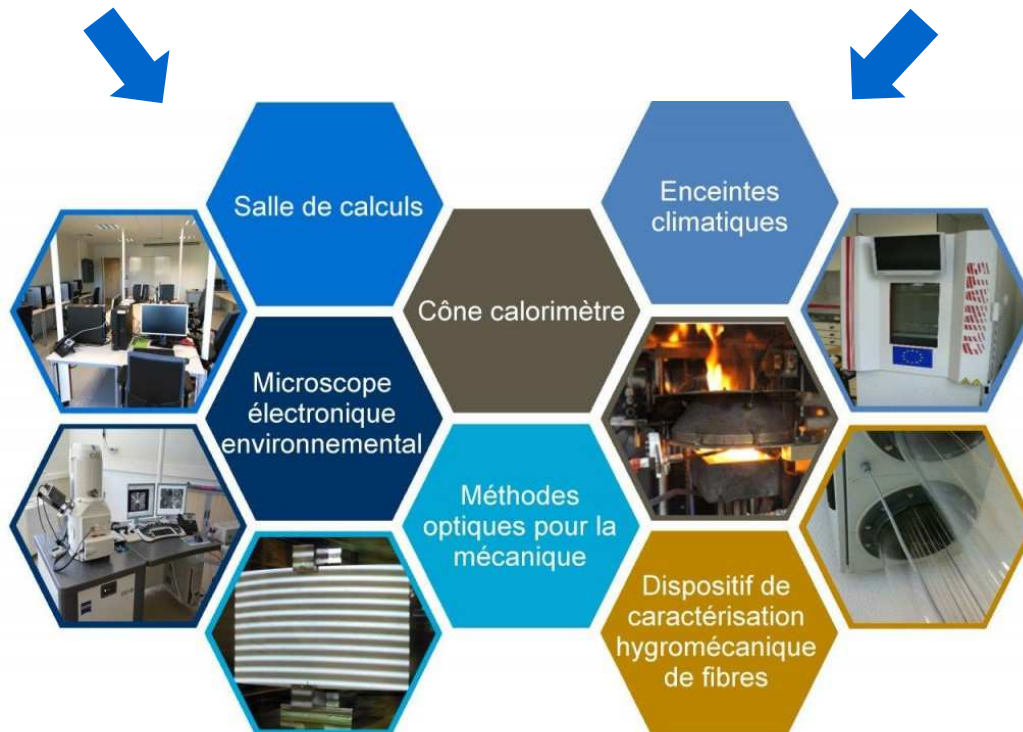 Salle de calculs
Enceintes
climatiques
Cône calorimètre
Microscope
électronique
environnemental
Méthodes
optiques pour la
mécanique
Dispositif de
caractérisation
hygromécanique
de fibres